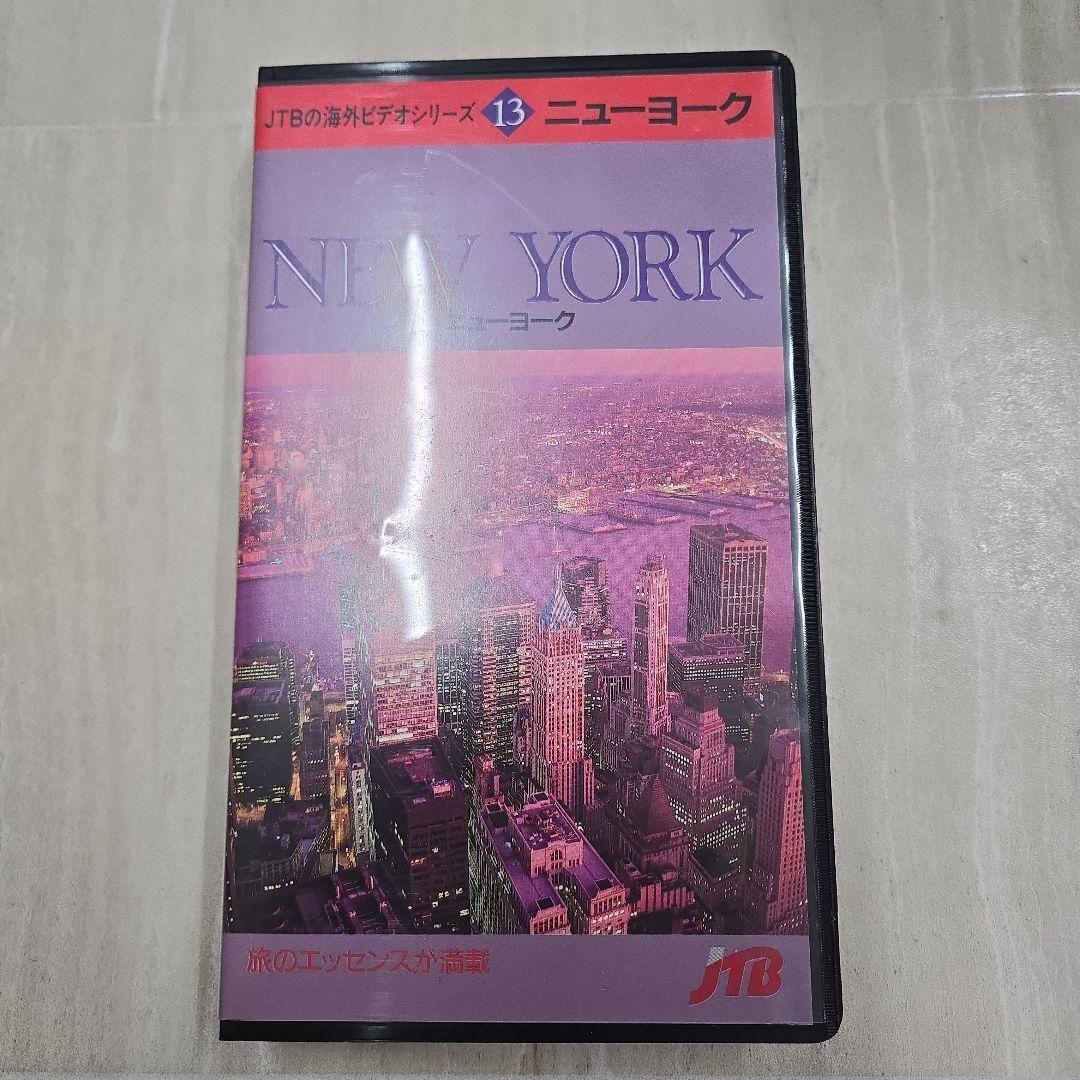 JTBの海外ビデオシリーズ 13 ニューヨーク
NEW YORK
ニューヨーク
旅のエッセンスが満載
JTB